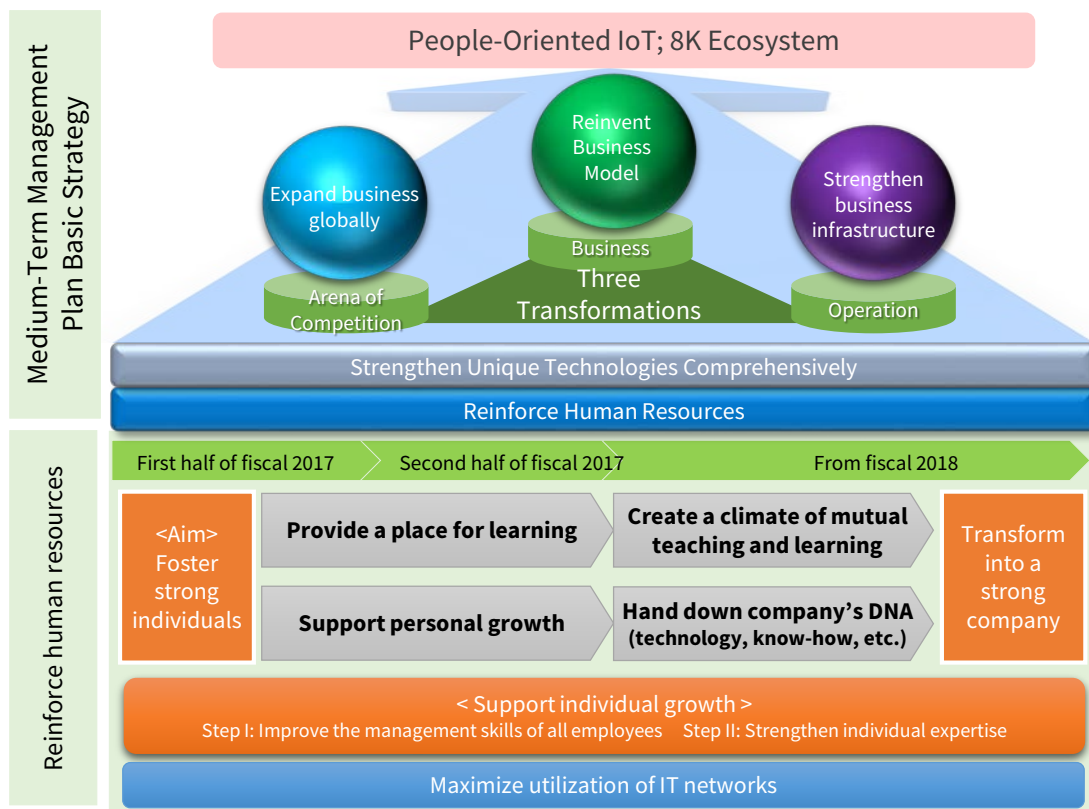 Medium-Term Management
Plan Basic Strategy
People-Oriented IoT; 8K Ecosystem
Expand business
globally
Arena of
Competition
Reinvent
Business
Model
Business
Three
Transformations
Strengthen
business
infrastructure
Operation
Strengthen Unique Technologies Comprehensively
Reinforce Human Resources
Reinforce human resources
First half of fiscal 2017
Second half of fiscal 2017
From fiscal 2018
<Aim>
Foster
strong
individuals
Provide a place for learning
Create a climate of mutual
teaching and learning
Support personal growth
Hand down company’s DNA
(technology, know-how, etc.)
Transform
into a
strong
company
< Support individual growth >
Step I: Improve the management skills of all employees Step II: Strengthen individual expertise
Maximize utilization of IT networks